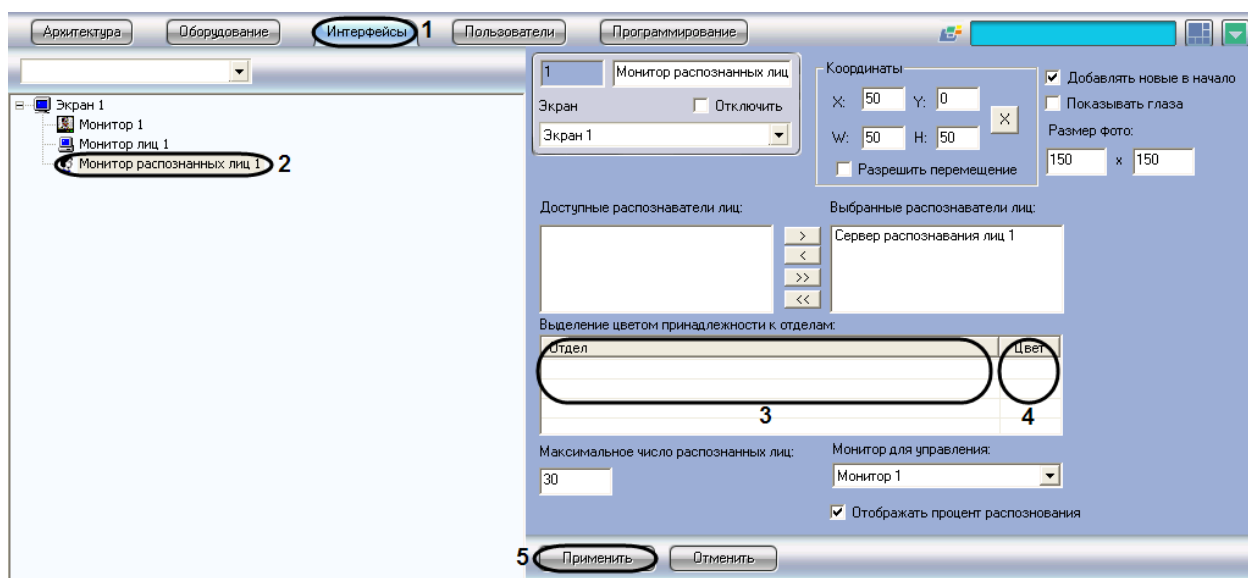 Архитектура Оборудование Интерфейсы 1 Пользователи Программирование
Экран 1
Монитор 1
Монитор лиц 1
Монитор распознанных лиц 1 2
1 Монитор распознанных лиц
Экран Отключить
Экран 1
Координаты
X: 50 Y: 0
W: 50 H: 50
X
Разрешить перемещение
Добавлять новые в начало
Показывать глаза
Размер фото:
150 x 150
Доступные распознаватели лиц: Выбранные распознаватели лиц:
> Сервер распознавания лиц 1
<
>>
<<
Выделение цветом принадлежности к отделам:
Отдел Цвет
3 4
Максимальное число распознанных лиц: Монитор для управления:
30 Монитор 1
Отображать процент распознования
5 Применить Отменить